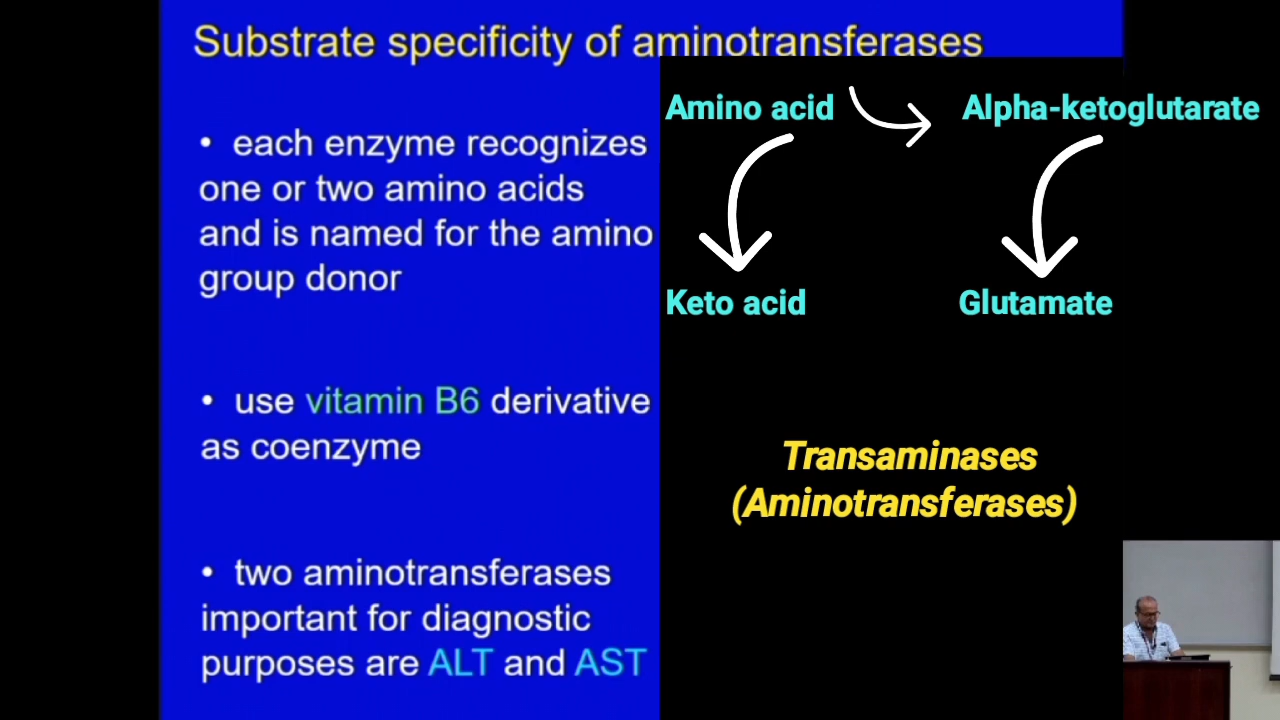 Substrate specificity of aminotransferases
• each enzyme recognizes
one or two amino acids
and is named for the amino
group donor
• use vitamin B6 derivative
as coenzyme
• two aminotransferases
important for diagnostic
purposes are ALT and AST
Amino acid
Alpha-ketoglutarate
Keto acid
Glutamate
Transaminases
(Aminotransferases)